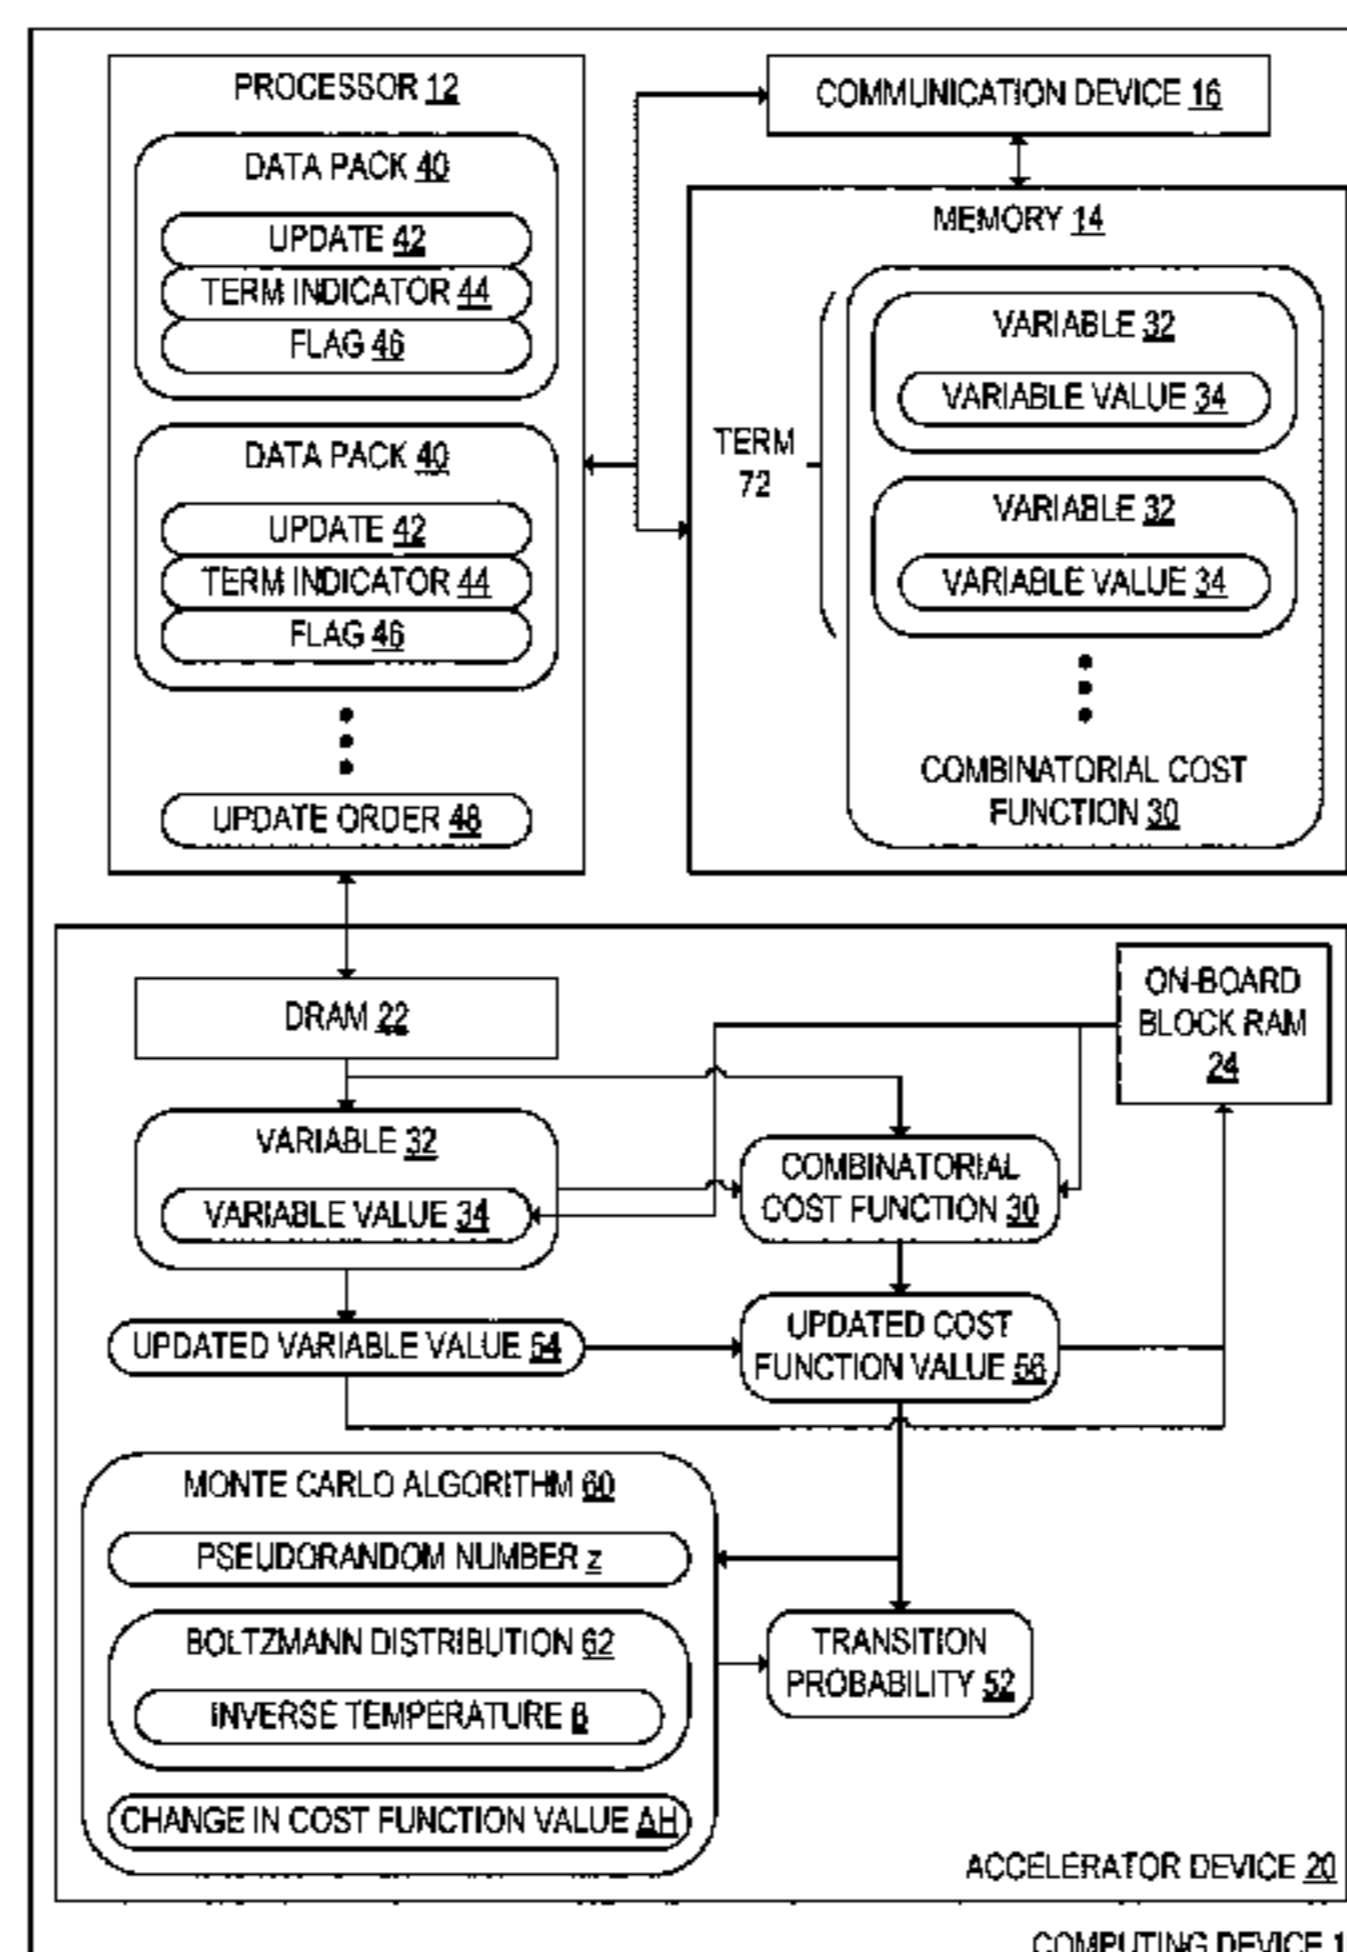 PROCESSOR 12
DATA PACK 40
UPDATE 42
TERM INDICATOR 44
FLAG 46
DATA PACK 40
UPDATE 42
TERM INDICATOR 44
FLAG 46
UPDATE ORDER 48
COMMUNICATION DEVICE 16
MEMORY 14
VARIABLE 32
VARIABLE VALUE 34
TERM
72
VARIABLE 32
VARIABLE VALUE 34
COMBINATORIAL COST
FUNCTION 30
DRAM 22
ON-BOARD
BLOCK RAM
24
VARIABLE 32
VARIABLE VALUE 34
COMBINATORIAL
COST FUNCTION 30
UPDATED VARIABLE VALUE 54
UPDATED COST
FUNCTION VALUE 56
MONTE CARLO ALGORITHM 60
PSEUDORANDOM NUMBER z
BOLTZMANN DISTRIBUTION 62
INVERSE TEMPERATURE β
CHANGE IN COST FUNCTION VALUE ΔH
TRANSITION
PROBABILITY 52
ACCELERATOR DEVICE 20
COMPUTING DEVICE